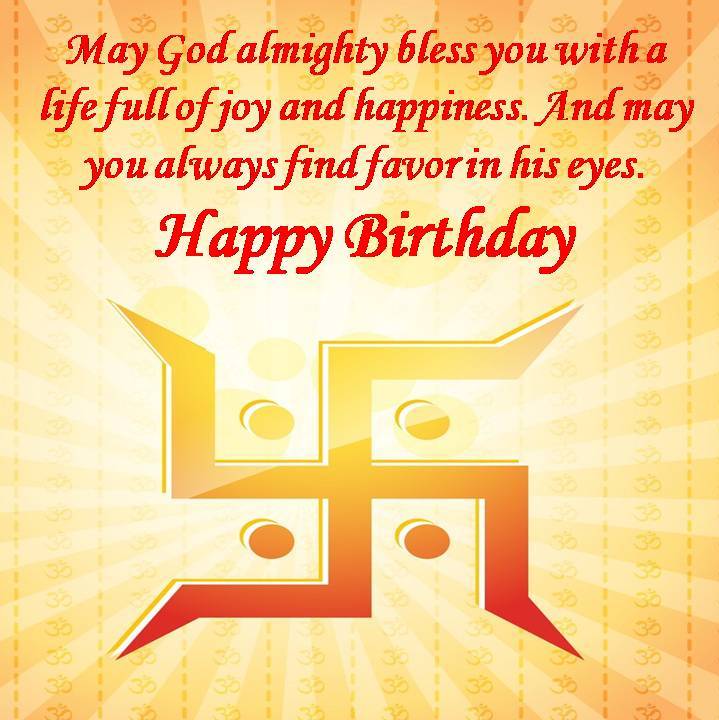 May God almighty bless you with a
life full of joy and happiness. And may
you always find favor in his eyes.
Happy Birthday
ॐ